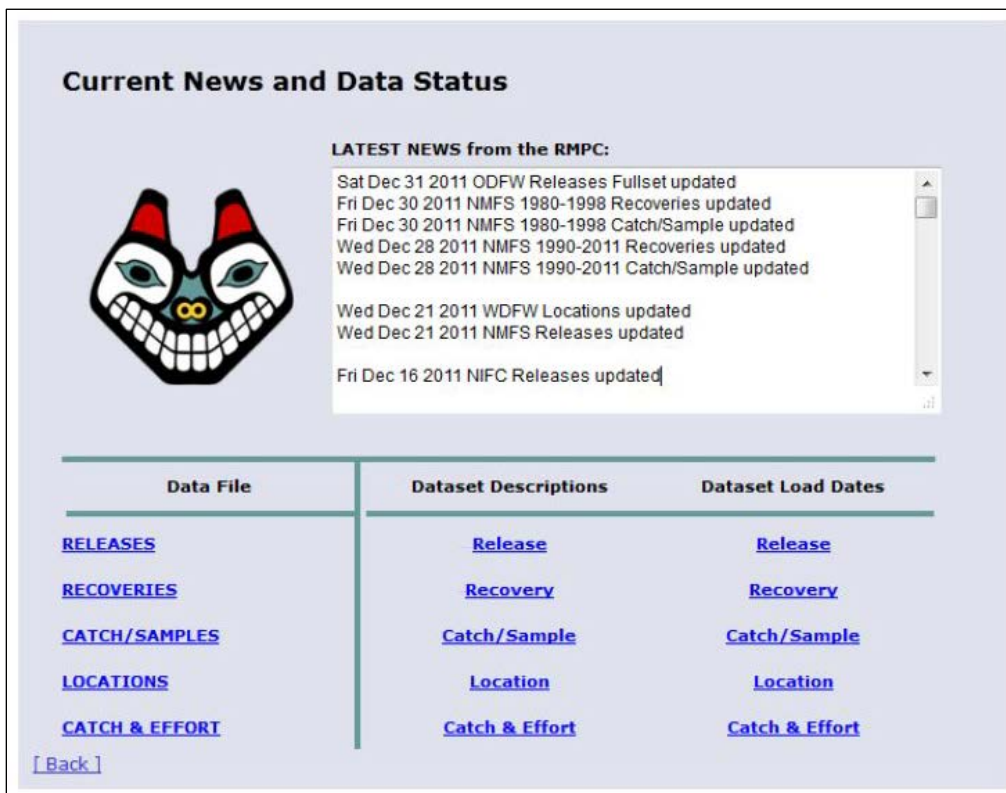 Current News and Data Status
LATEST NEWS from the RMPC:
Sat Dec 31 2011 ODFW Releases Fullset updated
Fri Dec 30 2011 NMFS 1980-1998 Recoveries updated
Fri Dec 30 2011 NMFS 1980-1998 Catch/Sample updated
Wed Dec 28 2011 NMFS 1990-2011 Recoveries updated
Wed Dec 28 2011 NMFS 1990-2011 Catch/Sample updated
Wed Dec 21 2011 WDFW Locations updated
Wed Dec 21 2011 NMFS Releases updated
Fri Dec 16 2011 NIFC Releases updated
Data File Dataset Descriptions Dataset Load Dates
RELEASES Release Release
RECOVERIES Recovery Recovery
CATCH/SAMPLES Catch/Sample Catch/Sample
LOCATIONS Location Location
CATCH & EFFORT Catch & Effort Catch & Effort
[ Back ]